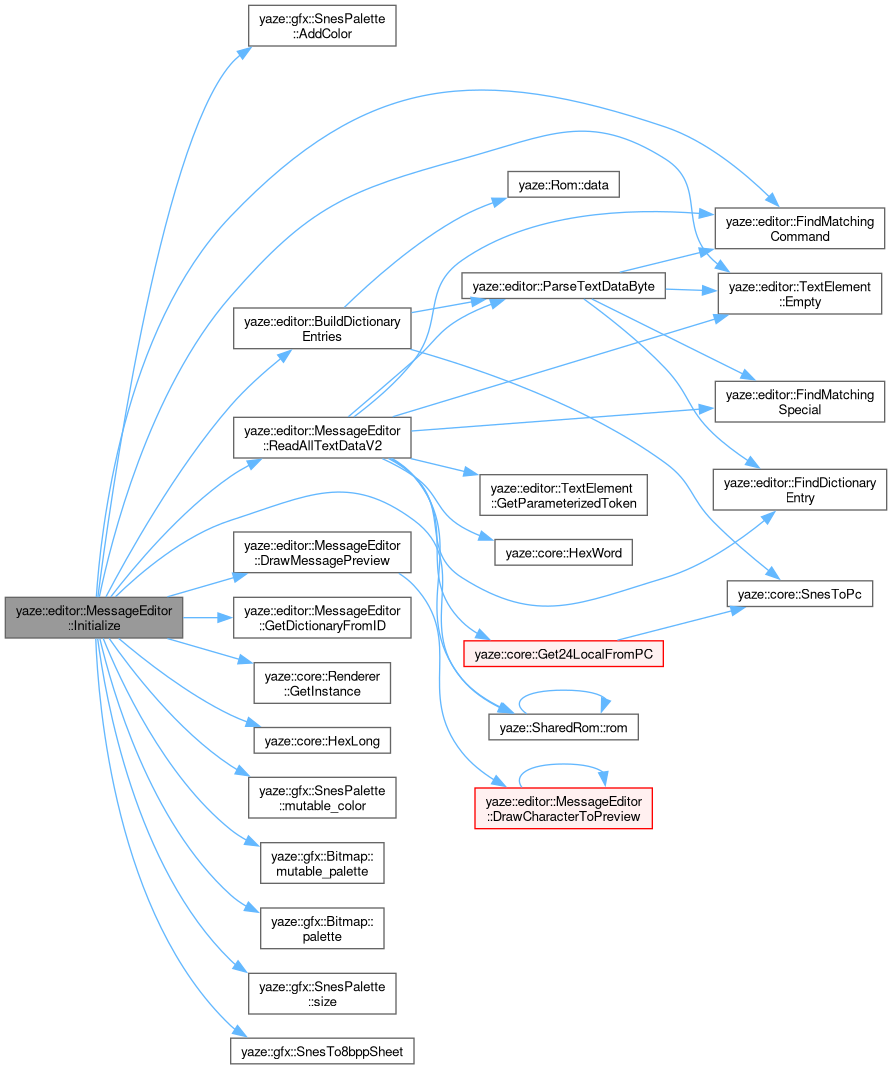 yaze::gfx::SnesPalette
::AddColor
yaze::Rom::data
yaze::editor::FindMatching
Command
yaze::editor::ParseTextDataByte
yaze::editor::TextElement
::Empty
yaze::editor::BuildDictionary
Entries
yaze::editor::FindMatching
Special
yaze::editor::MessageEditor
::ReadAllTextDataV2
yaze::editor::FindDictionary
Entry
yaze::editor::TextElement
::GetParameterizedToken
yaze::editor::MessageEditor
::DrawMessagePreview
yaze::core::HexWord
yaze::core::SnesToPc
yaze::editor::MessageEditor
::Initialize
yaze::editor::MessageEditor
::GetDictionaryFromID
yaze::core::Get24LocalFromPC
yaze::core::Renderer
::GetInstance
yaze::SharedRom::rom
yaze::core::HexLong
yaze::gfx::SnesPalette
::mutable_color
yaze::editor::MessageEditor
::DrawCharacterToPreview
yaze::gfx::Bitmap::
mutable_palette
yaze::gfx::Bitmap::
palette
yaze::gfx::SnesPalette
::size
yaze::gfx::SnesTo8bppSheet